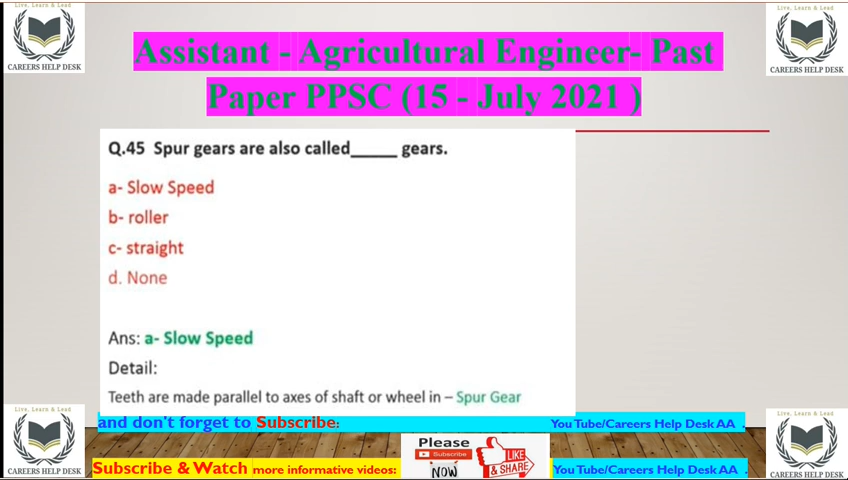 Live, Learn & Lead
CAREERS HELP DESK
Live, Learn & Lead
CAREERS HELP DESK
Assistant - Agricultural Engineer- Past
Paper PPSC (15 - July 2021 )
Q.45 Spur gears are also called_____ gears.
a- Slow Speed
b- roller
c- straight
d. None
Ans: a- Slow Speed
Detail:
Teeth are made parallel to axes of shaft or wheel in – Spur Gear
Live, Learn & Lead
CAREERS HELP DESK
and don't forget to Subscribe:
You Tube/Careers Help Desk AA .
Subscribe & Watch more informative videos:
Please
Subscribe
NOW
LIKE
& SHARE
You Tube/Careers Help Desk AA .
Live, Learn & Lead
CAREERS HELP DESK